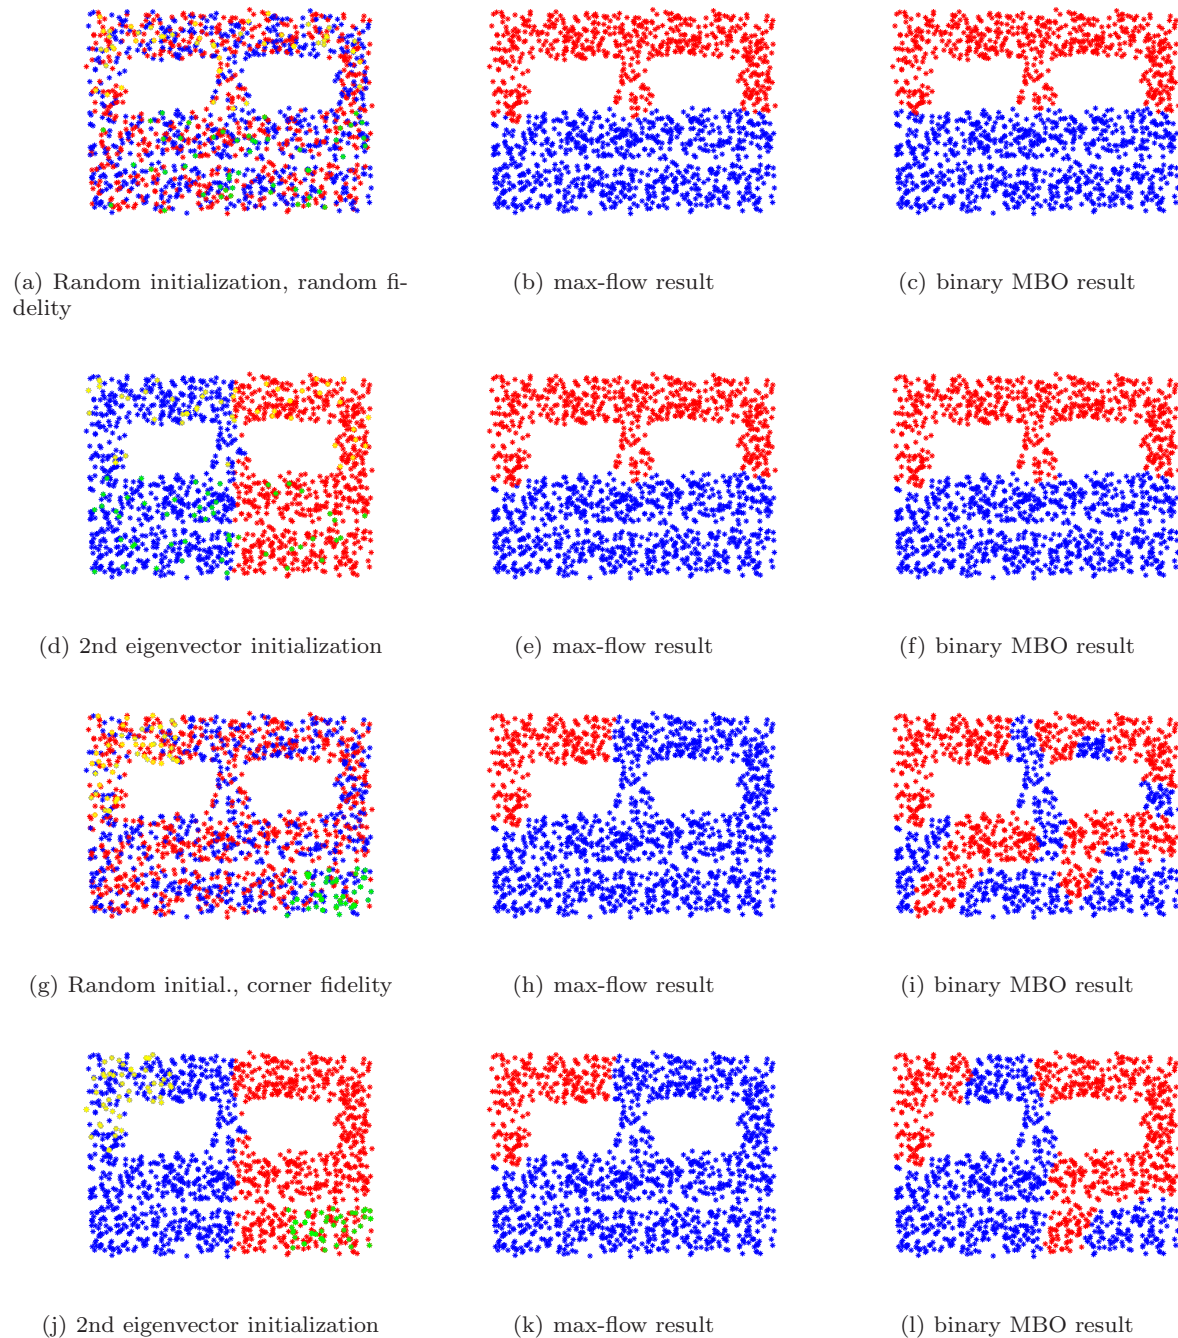 (a) Random initialization, random fi-
delity
(b) max-flow result
(c) binary MBO result
(d) 2nd eigenvector initialization
(e) max-flow result
(f) binary MBO result
(g) Random initial., corner fidelity
(h) max-flow result
(i) binary MBO result
(j) 2nd eigenvector initialization
(k) max-flow result
(l) binary MBO result